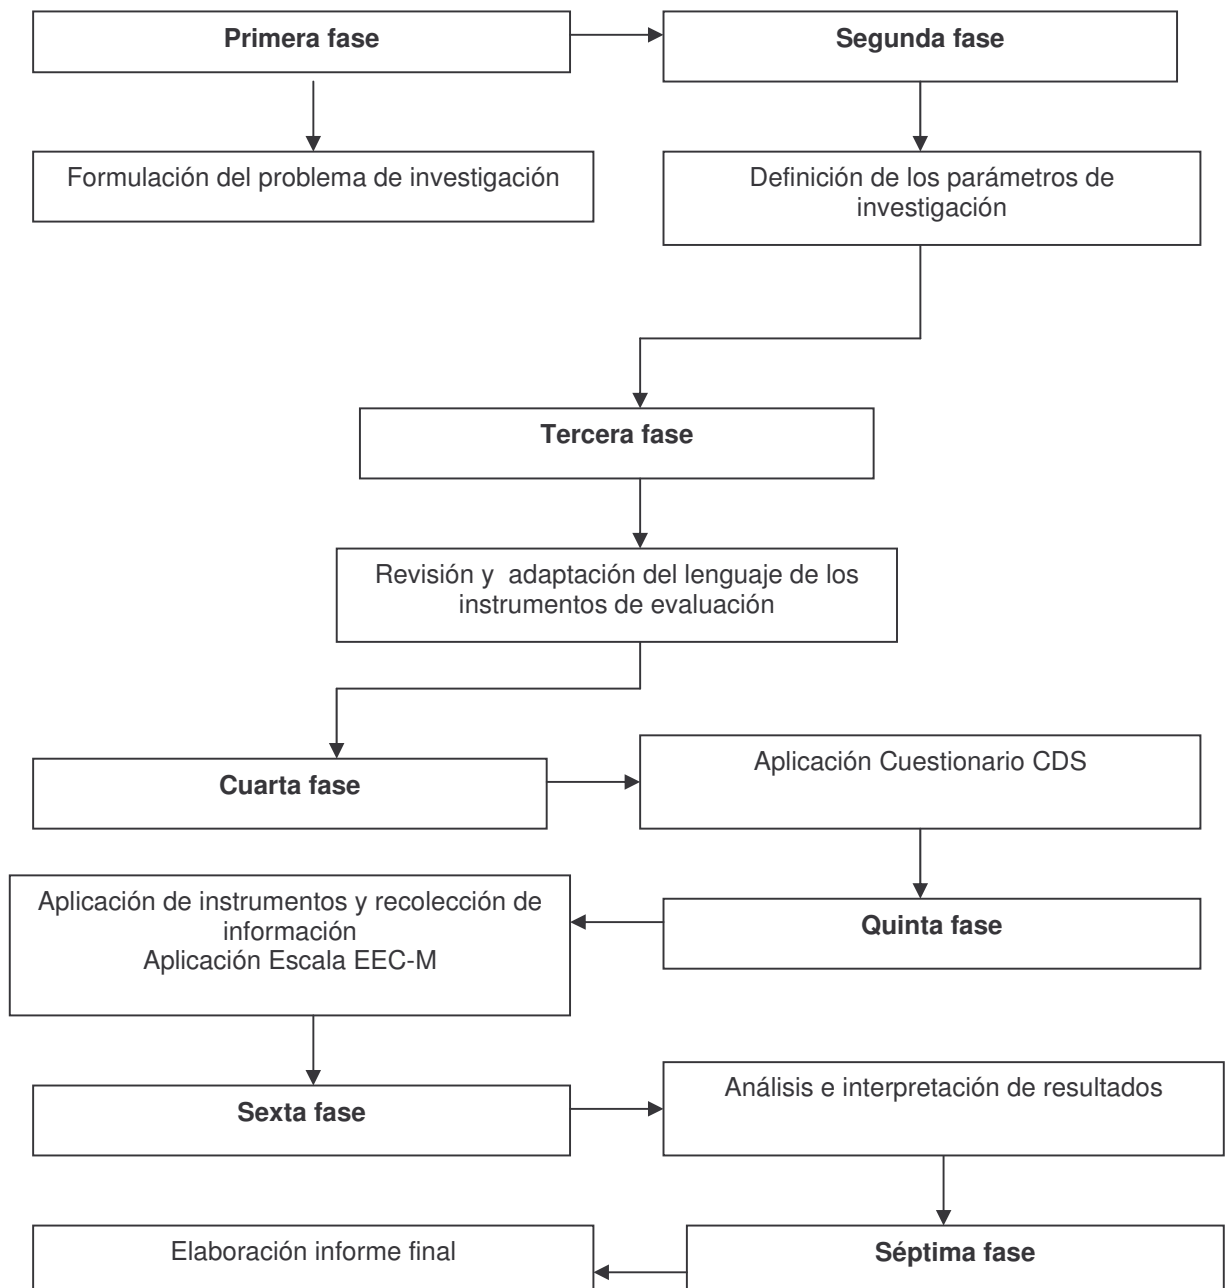 Primera fase
Segunda fase
Formulación del problema de investigación
Definición de los parámetros de
investigación
Tercera fase
Revisión y  adaptación del lenguaje de los
instrumentos de evaluación
Cuarta fase
Aplicación Cuestionario CDS
Aplicación de instrumentos y recolección de
información
Aplicación Escala EEC-M
Quinta fase
Sexta fase
Análisis e interpretación de resultados
Elaboración informe final
Séptima fase